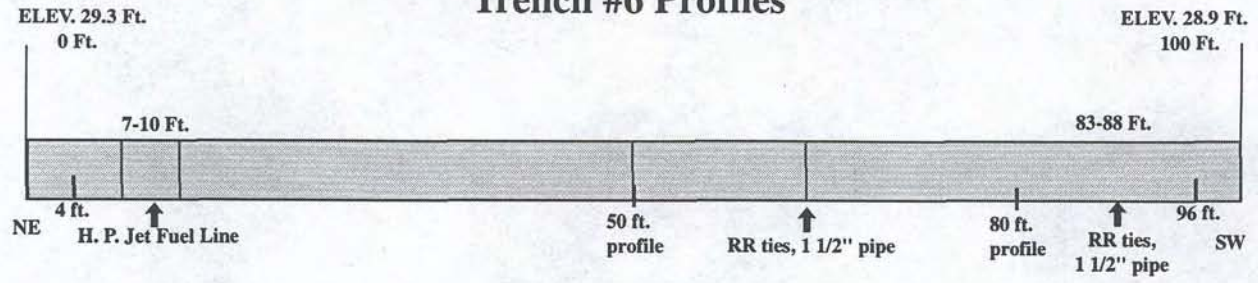 Trench #6 Profiles
ELEV. 29.3 Ft.
0 Ft.
ELEV. 28.9 Ft.
100 Ft.
7-10 Ft.
83-88 Ft.
NE
4 ft.
H. P. Jet Fuel Line
50 ft.
profile
RR ties, 1 1/2" pipe
80 ft.
profile
RR ties,
1 1/2" pipe
96 ft.
SW